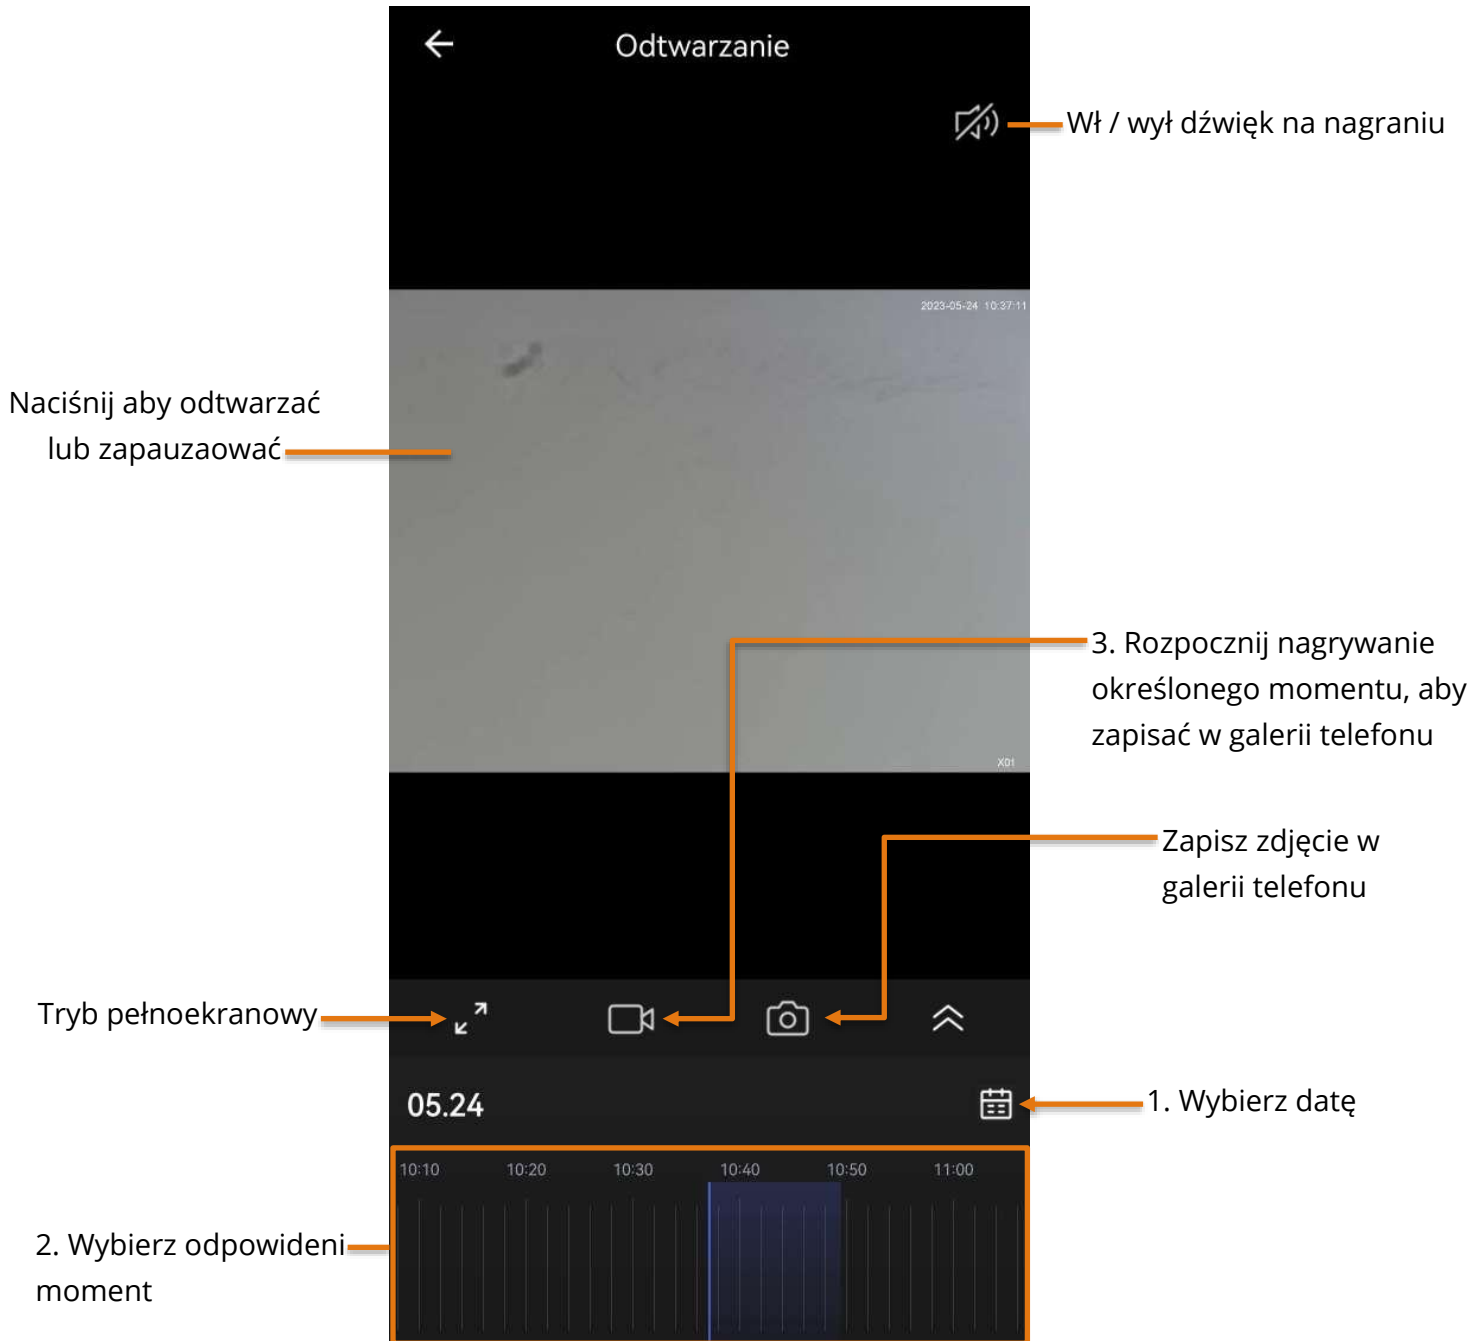 Odtwarzanie
Wł / wył dźwięk na nagraniu
2023-05-24 10:37:11
Naciśnij aby odtwarzać
lub zapauzaować
3. Rozpocznij nagrywanie
określonego momentu, aby
zapisać w galerii telefonu
X01
Zapisz zdjęcie w
galerii telefonu
Tryb pełnoekranowy
05.24
1. Wybierz datę
10:10 10:20 10:30 10:40 10:50 11:00
2. Wybierz odpowideni
moment